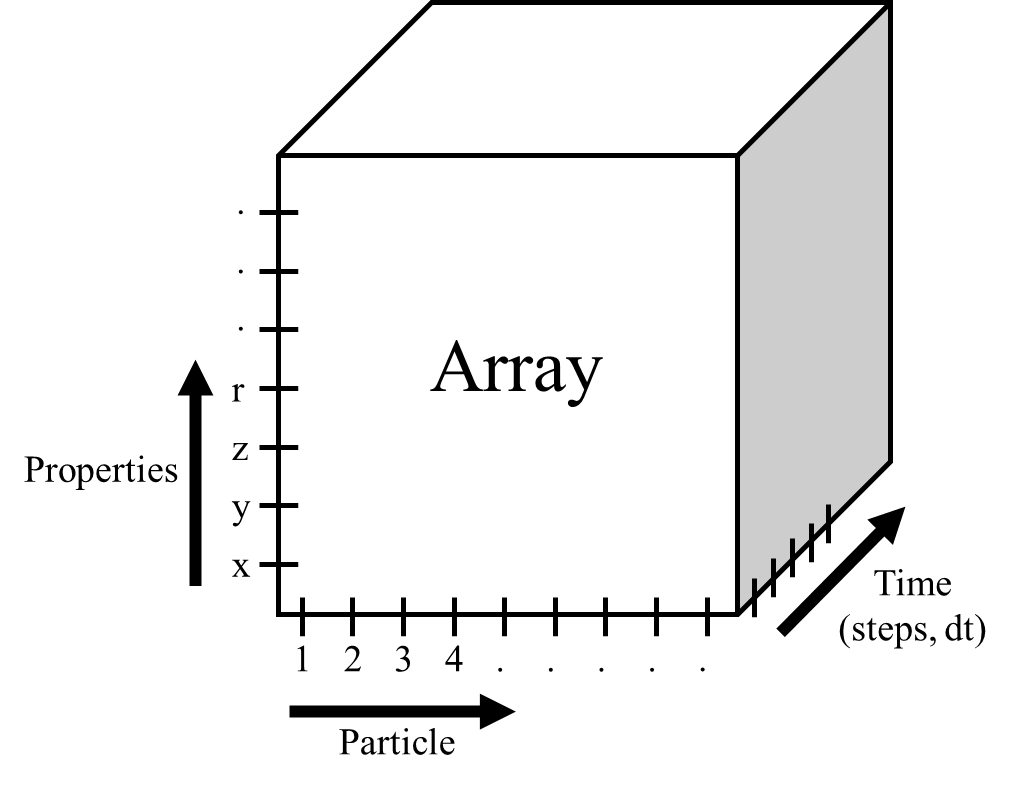 Array
.
.
.
r
z
y
x
Properties
1 2 3 4 . . . . .
Particle
Time
(steps, dt)